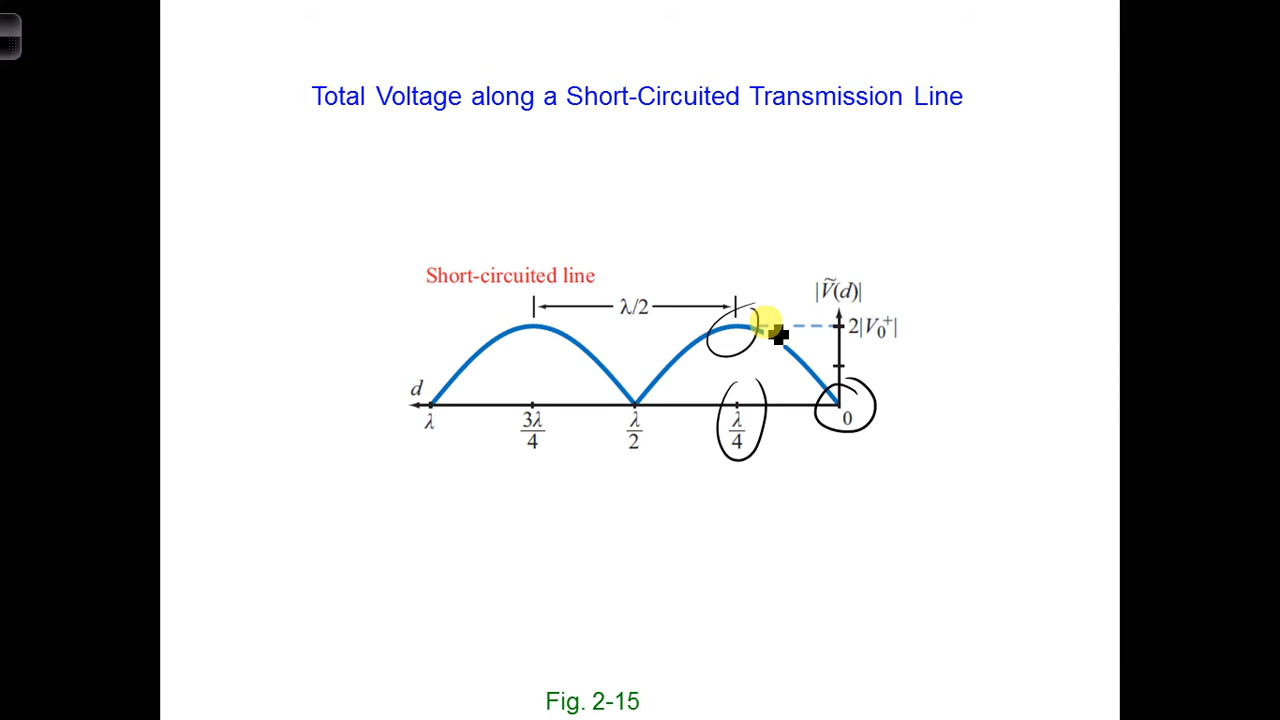 Total Voltage along a Short-Circuited Transmission Line
Short-circuited line
|Ṽ(d)|
λ/2
2|V₀⁺|
d
λ
3λ/4
λ/2
λ/4
0
Fig. 2-15